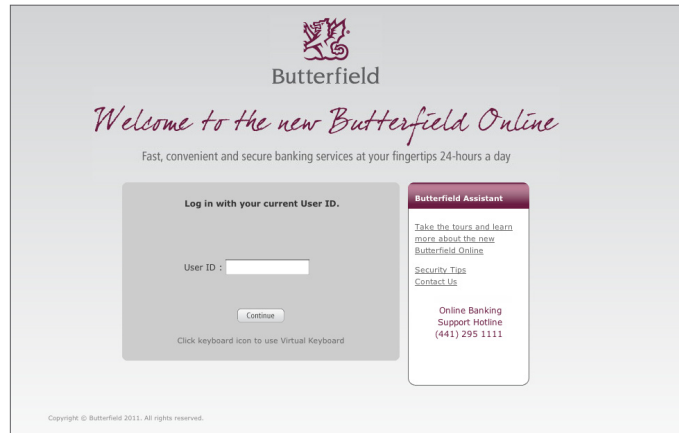 Butterfield
Welcome to the new Butterfield Online
Fast, convenient and secure banking services at your fingertips 24-hours a day
Log in with your current User ID.
User ID :
Continue
Click keyboard icon to use Virtual Keyboard
Butterfield Assistant
Take the tours and learn
more about the new
Butterfield Online
Security Tips
Contact Us
Online Banking
Support Hotline
(441) 295 1111
Copyright © Butterfield 2011. All rights reserved.